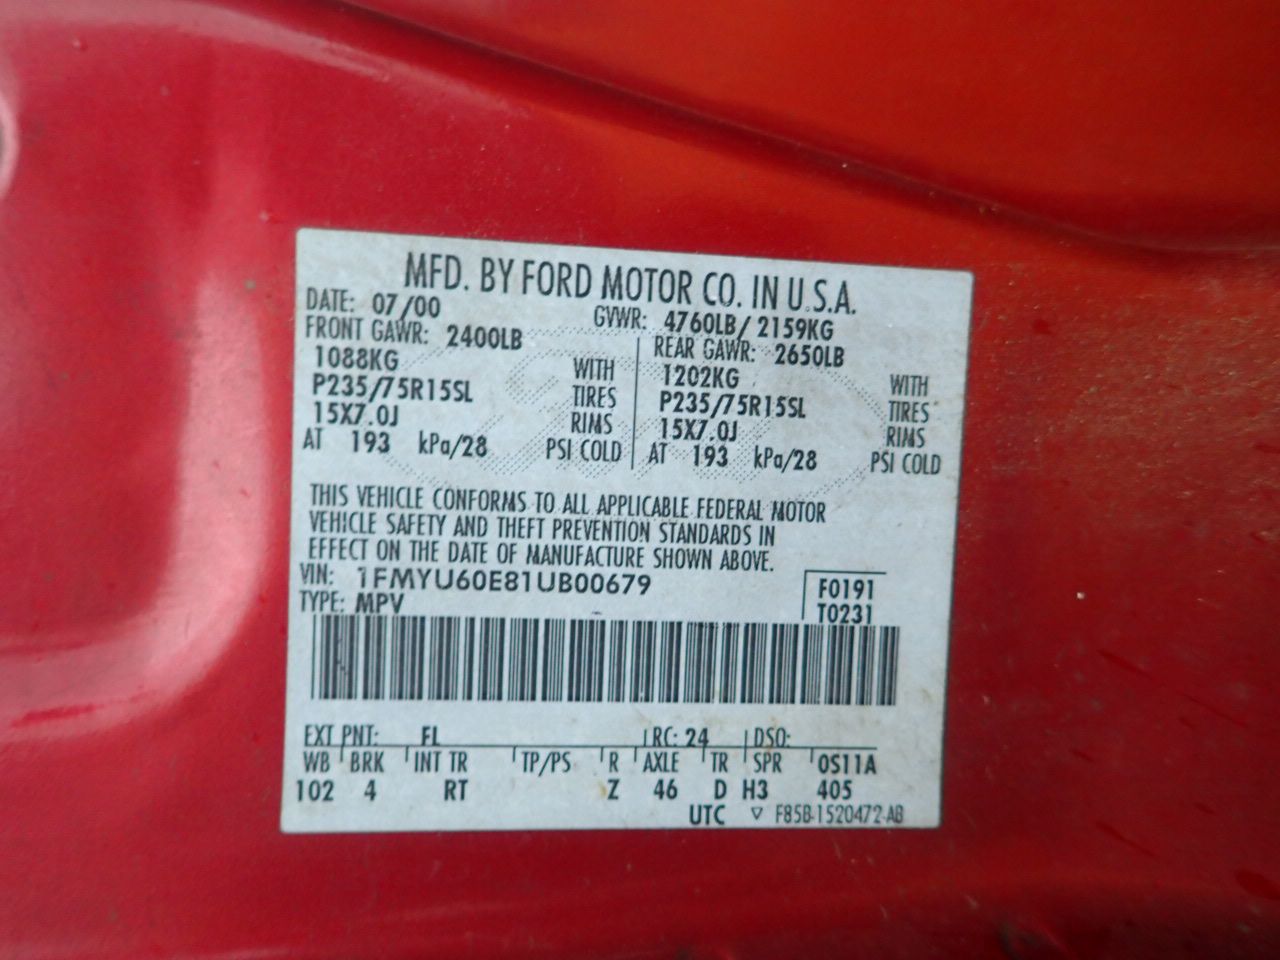 MFD. BY FORD MOTOR CO. IN U.S.A.
DATE: 07/00 GVWR: 4760LB/ 2159KG
FRONT GAWR: 2400LB REAR GAWR: 2650LB
1088KG WITH 1202KG WITH
P235/75R15SL TIRES P235/75R15SL TIRES
15X7.0J RIMS 15X7.0J RIMS
AT 193 kPa/28 PSI COLD AT 193 kPa/28 PSI COLD
THIS VEHICLE CONFORMS TO ALL APPLICABLE FEDERAL MOTOR
VEHICLE SAFETY AND THEFT PREVENTION STANDARDS IN
EFFECT ON THE DATE OF MANUFACTURE SHOWN ABOVE.
VIN: 1FMYU60E81UB00679 F0191
TYPE: MPV T0231
EXT PNT: FL RC: 24 DSO:
WB BRK INT TR TP/PS R AXLE TR SPR 0S11A
102 4 RT Z 46 D H3 405
UTC ▽ F85B-1520472-AB